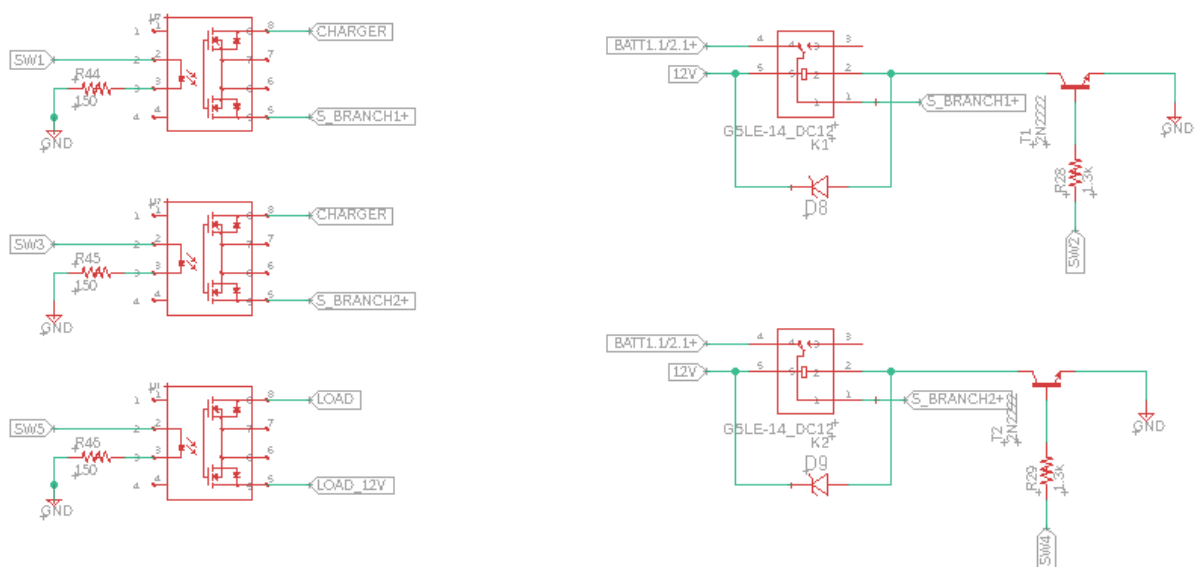 1
8
CHARGER
SW1
2
7
R44
3
6
150
4
5
S_BRANCH1+
GND
1
8
CHARGER
SW3
2
7
R45
3
6
150
4
5
S_BRANCH2+
GND
1
8
LOAD
SW5
2
7
R46
3
6
150
4
5
LOAD_12V
GND
BATT1.1/2.1+
4
3
12V
5
2
1
S_BRANCH1+
G5LE-14_DC12
K1
D8
T1
2N2222
GND
R28
1.3k
SW2
BATT1.1/2.1+
4
3
12V
5
2
1
S_BRANCH2+
G5LE-14_DC12
K2
D9
T2
2N2222
GND
R29
1.3k
SW4